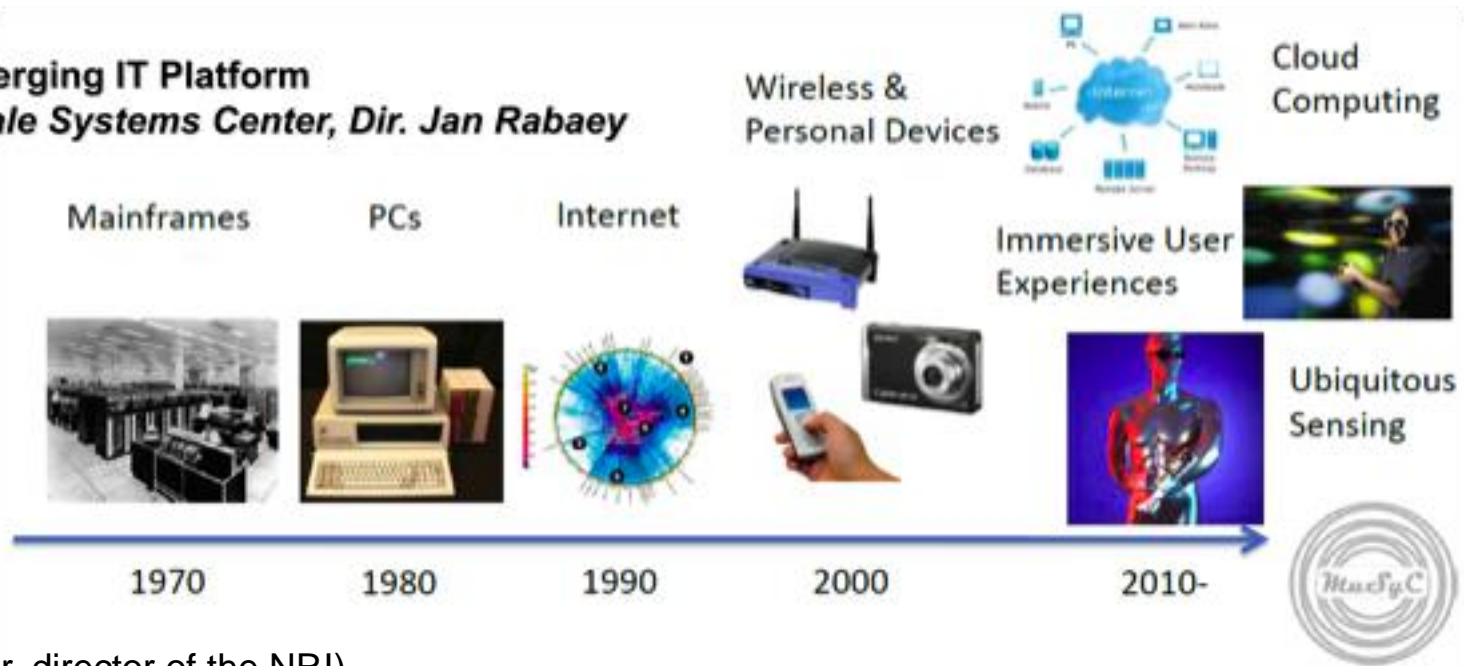 erging IT Platform
ale Systems Center, Dir. Jan Rabaey
Mainframes
PCs
Internet
Wireless &
Personal Devices
Internet
Cloud
Computing
Immersive User
Experiences
Ubiquitous
Sensing
1970
1980
1990
2000
2010-
MuSyC
r, director of the NRI)